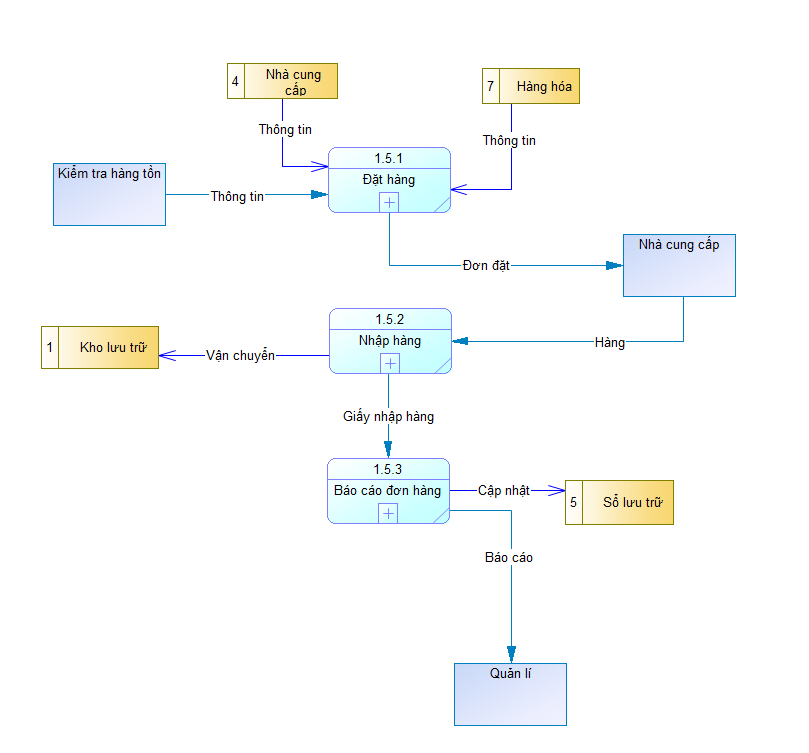 4
Nhà cung
cấp
7
Hàng hóa
Thông tin
Thông tin
1.5.1
Đặt hàng
Kiểm tra hàng tồn
Thông tin
Nhà cung cấp
Đơn đặt
1.5.2
Nhập hàng
Hàng
1
Kho lưu trữ
Vận chuyển
Giấy nhập hàng
1.5.3
Báo cáo đơn hàng
Cập nhật
5
Sổ lưu trữ
Báo cáo
Quản lí